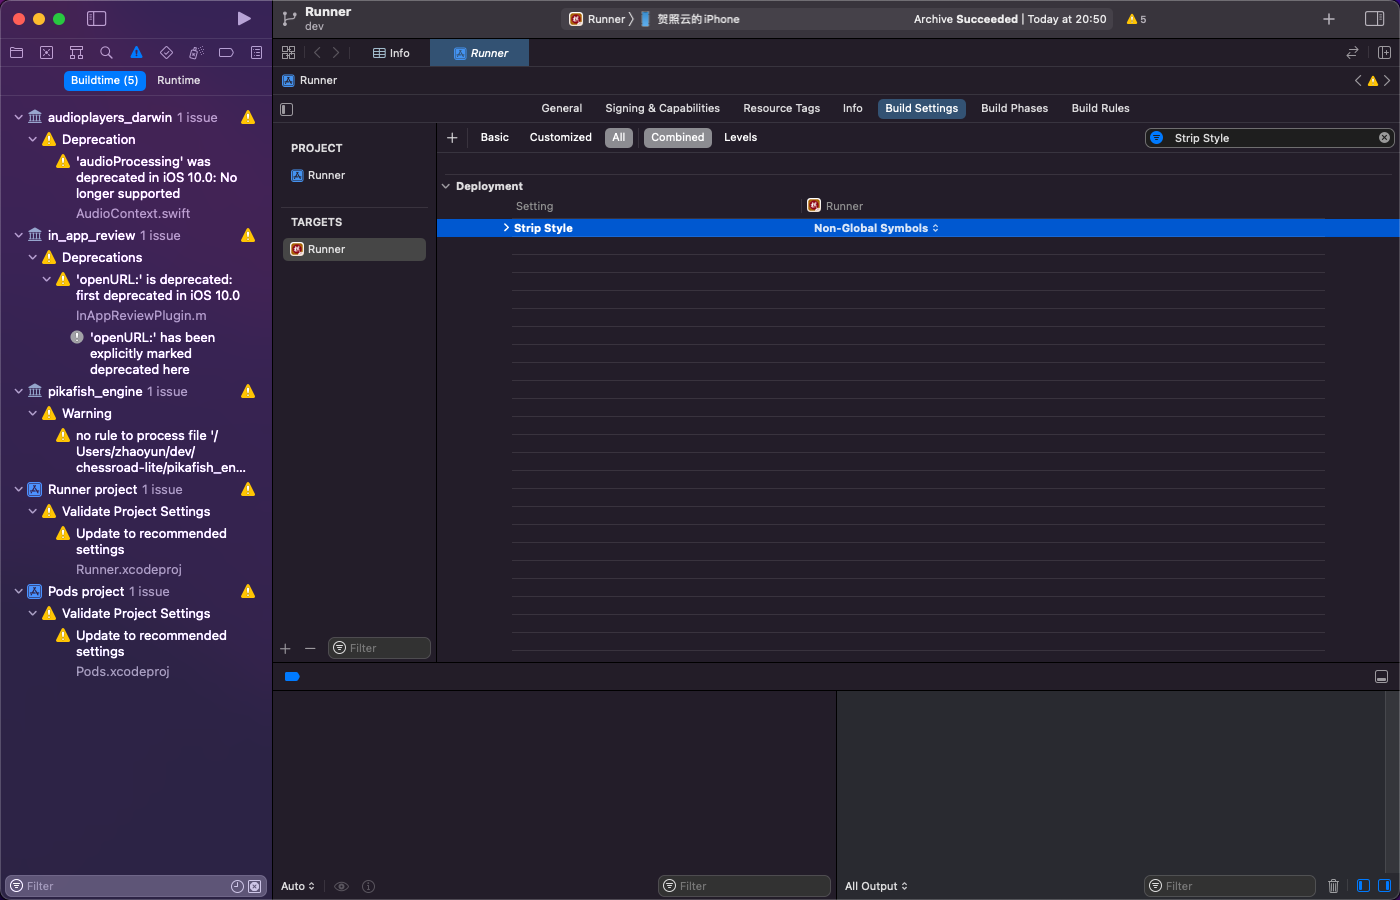 Runner
dev
Runner 〉 贺照云的 iPhone
Archive Succeeded | Today at 20:50
5
Info
Runner
Buildtime (5)
Runtime
Runner
General
Signing & Capabilities
Resource Tags
Info
Build Settings
Build Phases
Build Rules
audioplayers_darwin 1 issue
Deprecation
'audioProcessing' was
deprecated in iOS 10.0: No
longer supported
AudioContext.swift
in_app_review 1 issue
Deprecations
'openURL:' is deprecated:
first deprecated in iOS 10.0
InAppReviewPlugin.m
'openURL:' has been
explicitly marked
deprecated here
pikafish_engine 1 issue
Warning
no rule to process file '/
Users/zhaoyun/dev/
chessroad-lite/pikafish_en...
Runner project 1 issue
Validate Project Settings
Update to recommended
settings
Runner.xcodeproj
Pods project 1 issue
Validate Project Settings
Update to recommended
settings
Pods.xcodeproj
Filter
PROJECT
Runner
TARGETS
Runner
Filter
Basic
Customized
All
Combined
Levels
Strip Style
Deployment
Setting
Runner
Strip Style
Non-Global Symbols
Auto
Filter
All Output
Filter